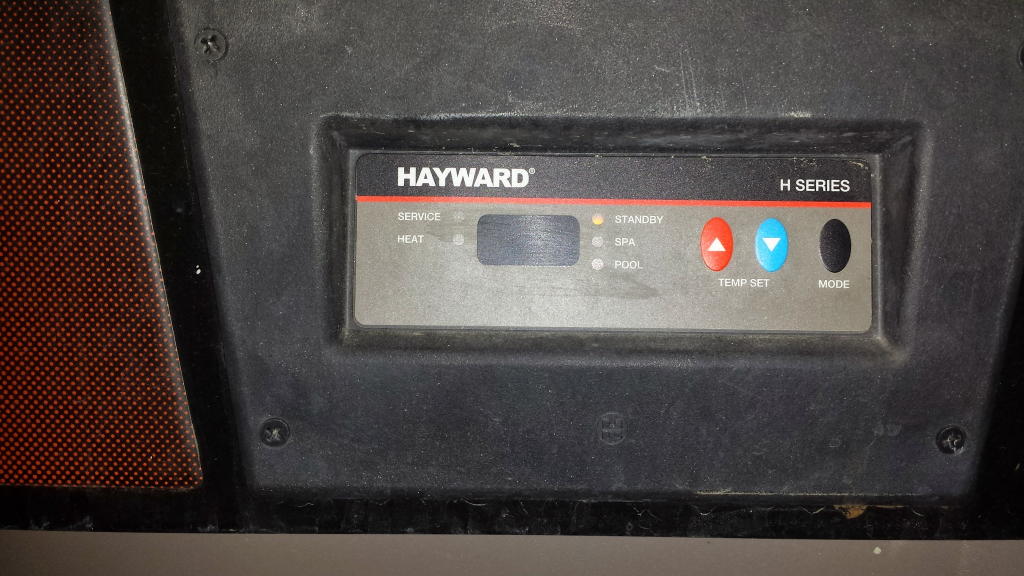 HAYWARD®
H SERIES
SERVICE
STANDBY
HEAT
SPA
POOL
TEMP SET
MODE